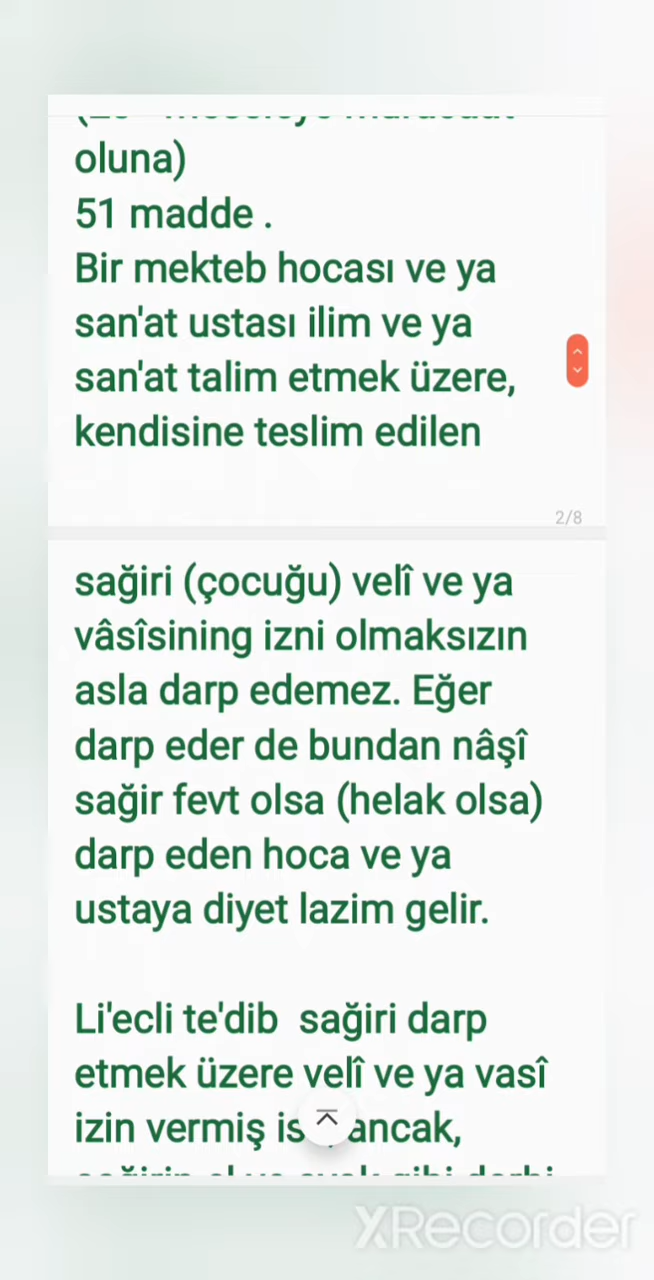 oluna)
51 madde .
Bir mekteb hocası ve ya
san'at ustası ilim ve ya
san'at talim etmek üzere,
kendisine teslim edilen
2/8
sağiri (çocuğu) velî ve ya
vâsîsining izni olmaksızın
asla darp edemez. Eğer
darp eder de bundan nâşî
sağir fevt olsa (helak olsa)
darp eden hoca ve ya
ustaya diyet lazim gelir.
Li'ecli te'dib sağiri darp
etmek üzere velî ve ya vasî
izin vermiş ancak,
XRecorder